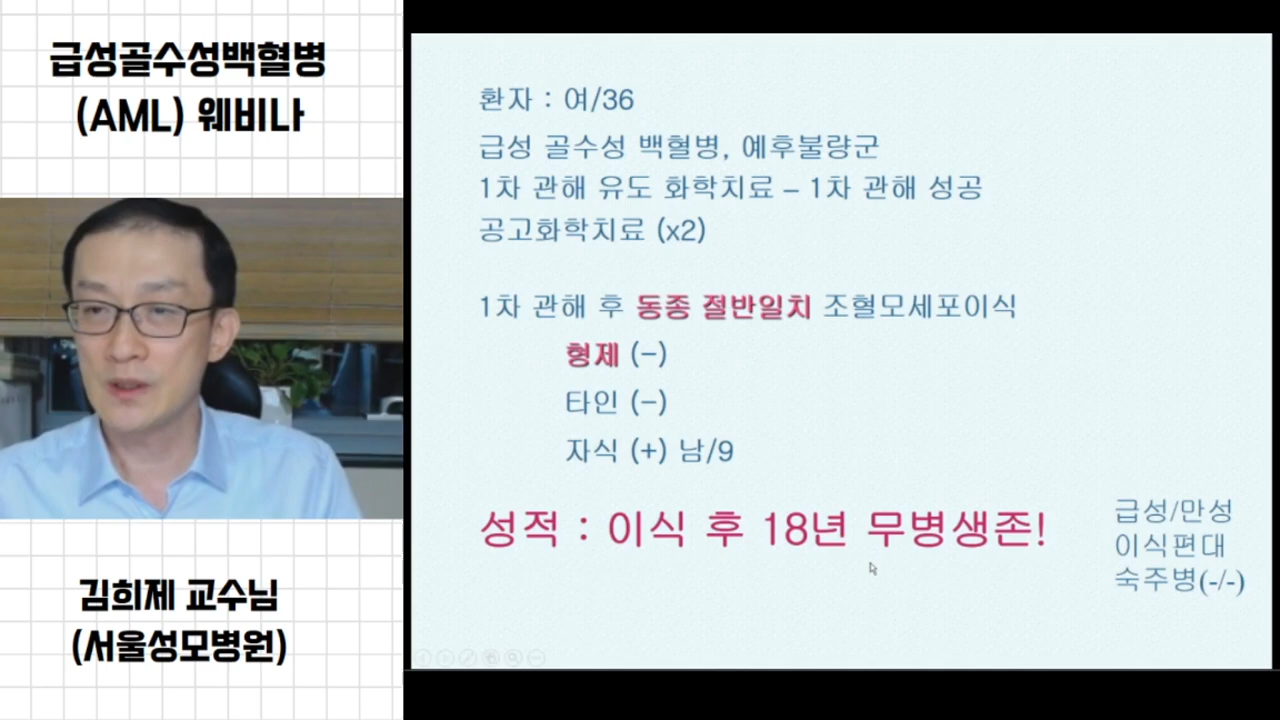 급성골수성백혈병
(AML) 웨비나
김희제 교수님
(서울성모병원)
환자 : 여/36
급성 골수성 백혈병, 예후불량군
1차 관해 유도 화학치료 – 1차 관해 성공
공고화학치료 (x2)
1차 관해 후 동종 절반일치 조혈모세포이식
형제 (–)
타인 (–)
자식 (+) 남/9
성적 : 이식 후 18년 무병생존!
급성/만성
이식편대
숙주병(-/-)